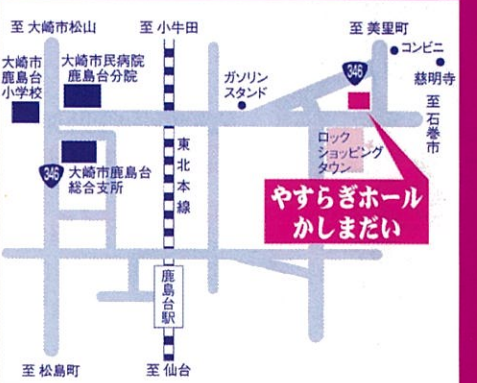 至 大崎市松山
至 小牛田
至 美里町
コンビニ
慈明寺
346
至 石巻市
大崎市
鹿島台
小学校
大崎市民病院
鹿島台分院
ガソリン
スタンド
ロック
ショッピング
タウン
346
大崎市鹿島台
総合支所
東北本線
やすらぎホール
かしまだい
鹿島台駅
至 松島町
至 仙台